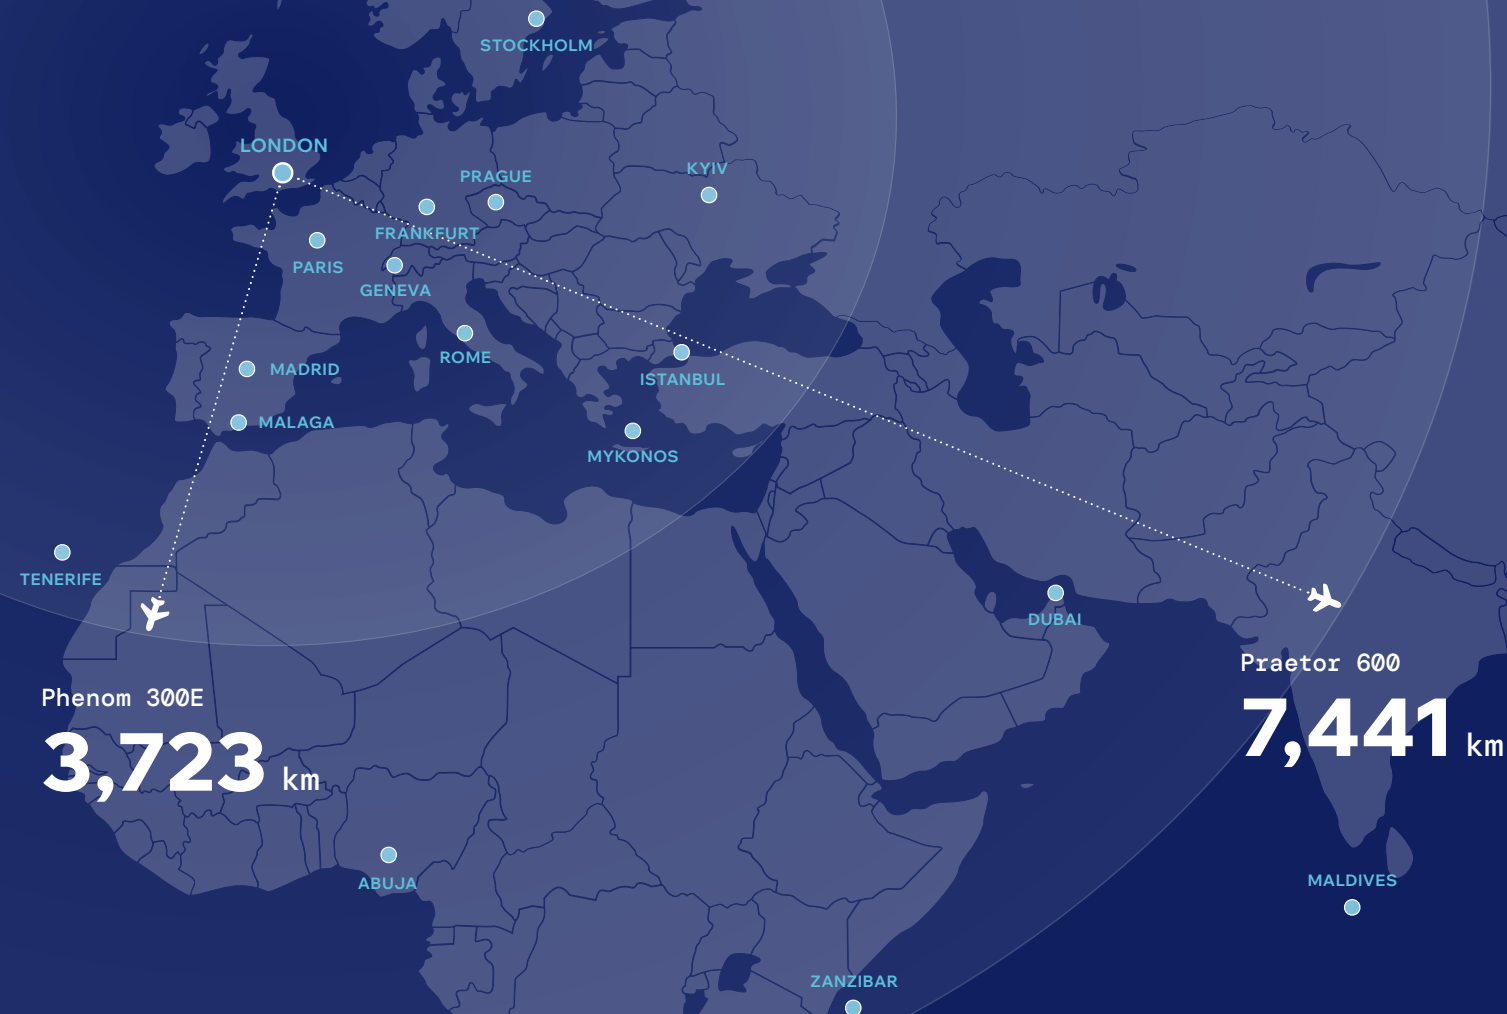 STOCKHOLM
LONDON
KYIV
PRAGUE
FRANKFURT
PARIS
GENEVA
ROME
MADRID
ISTANBUL
MALAGA
MYKONOS
TENERIFE
DUBAI
Phenom 300E
3,723 km
Praetor 600
7,441 km
ABUJA
MALDIVES
ZANZIBAR